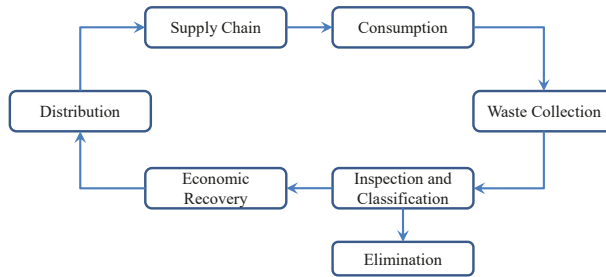 Supply Chain
Consumption
Distribution
Waste Collection
Economic
Recovery
Inspection and
Classification
Elimination